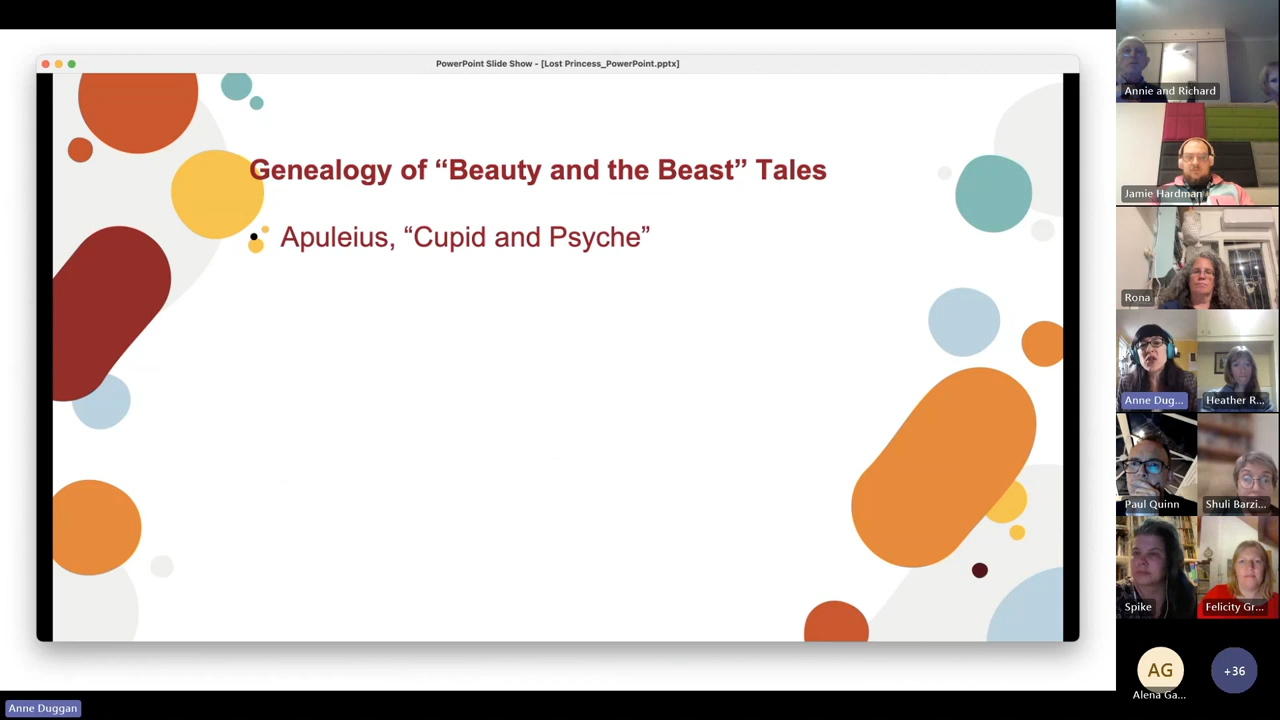 PowerPoint Slide Show - [Lost Princess_PowerPoint.pptx]
Genealogy of “Beauty and the Beast” Tales
Apuleius, “Cupid and Psyche”
Annie and Richard
Jamie Hardman
Rona
Anne Dug...
Heather R...
Paul Quinn
Shuli Barzi...
Spike
Felicity Gr...
AG
+36
Alena Ga...
Anne Duggan